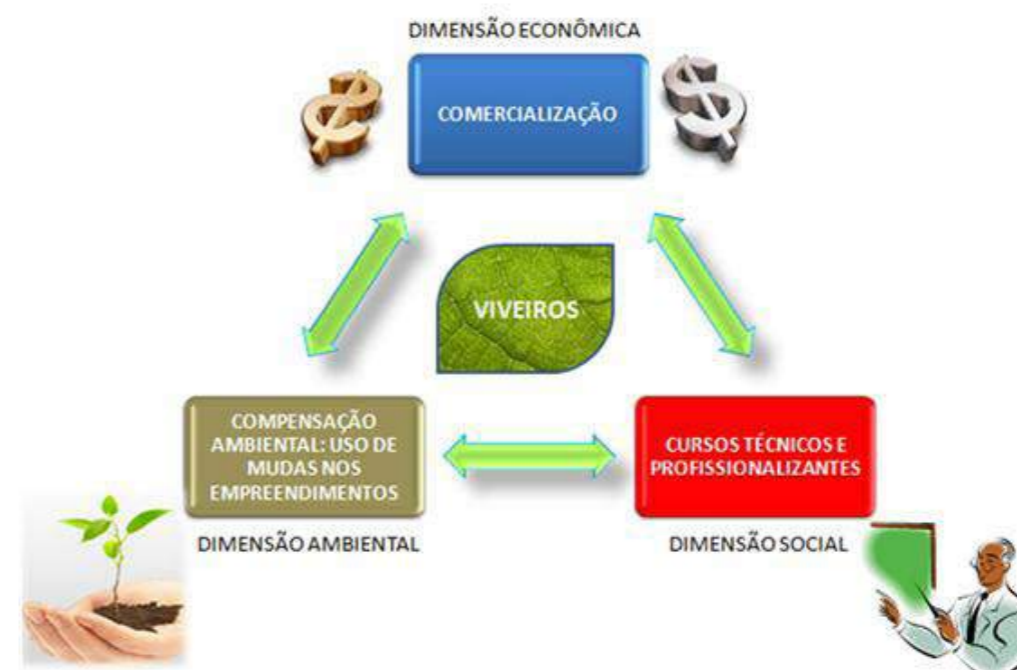 DIMENSÃO ECONÔMICA
COMERCIALIZAÇÃO
VIVEIROS
COMPENSAÇÃO
AMBIENTAL: USO DE
MUDAS NOS
EMPREENDIMENTOS
DIMENSÃO AMBIENTAL
CURSOS TÉCNICOS E
PROFISSIONALIZANTES
DIMENSÃO SOCIAL